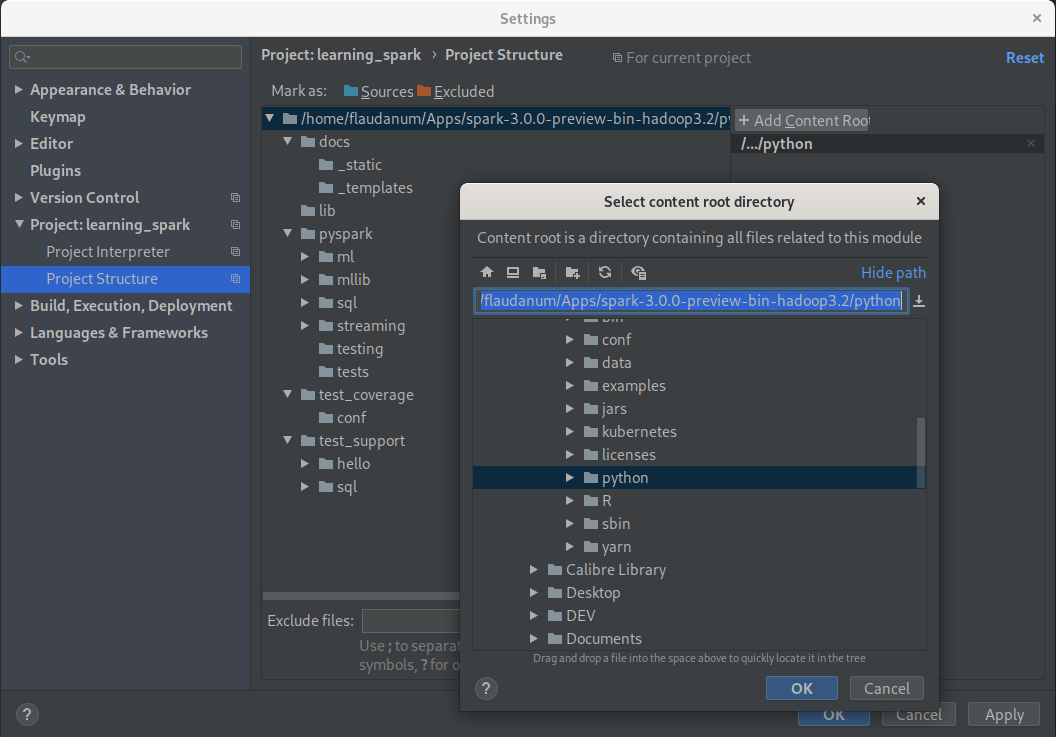 Settings
Project: learning_spark › Project Structure
For current project
Reset
Appearance & Behavior
Keymap
Editor
Plugins
Version Control
Project: learning_spark
Project Interpreter
Project Structure
Build, Execution, Deployment
Languages & Frameworks
Tools
Mark as: Sources Excluded
/home/flaudanum/Apps/spark-3.0.0-preview-bin-hadoop3.2/py
docs
_static
_templates
lib
pyspark
ml
mllib
sql
streaming
testing
tests
test_coverage
conf
test_support
hello
sql
+ Add Content Root
/.../python
Exclude files:
Use ; to separat
symbols, ? for o
Select content root directory
Content root is a directory containing all files related to this module
Hide path
/flaudanum/Apps/spark-3.0.0-preview-bin-hadoop3.2/python
bin
conf
data
examples
jars
kubernetes
licenses
python
R
sbin
yarn
Calibre Library
Desktop
DEV
Documents
Drag and drop a file into the space above to quickly locate it in the tree
? OK Cancel
? OK Cancel Apply